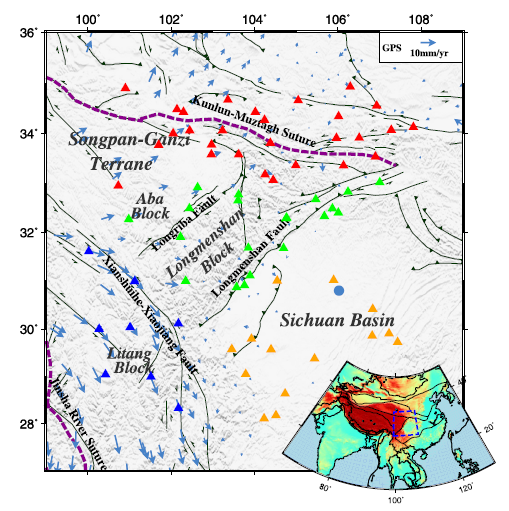 100° 102° 104° 106° 108°
36°
34°
32°
30°
28°
GPS 10mm/yr
Kunlun-Muztagh Suture
Songpan-Ganzi
Terrane
Aba
Block
Longriba Fault
Longmenshan
Block
Longmenshan Fault
Xianshuihe-Xiaojiang Fault
Sichuan Basin
Litang
Block
Jinsha River Suture
40°
20°
80°
100°
120°